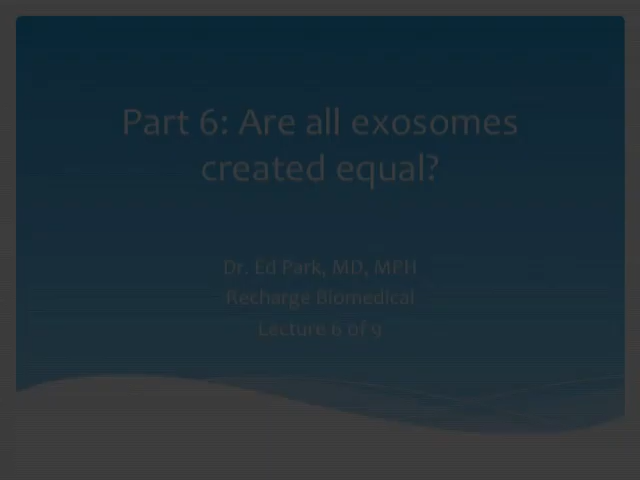 Part 6: Are all exosomes
created equal?
Dr. Ed Park, MD, MPH
Recharge Biomedical
Lecture 6 of 9